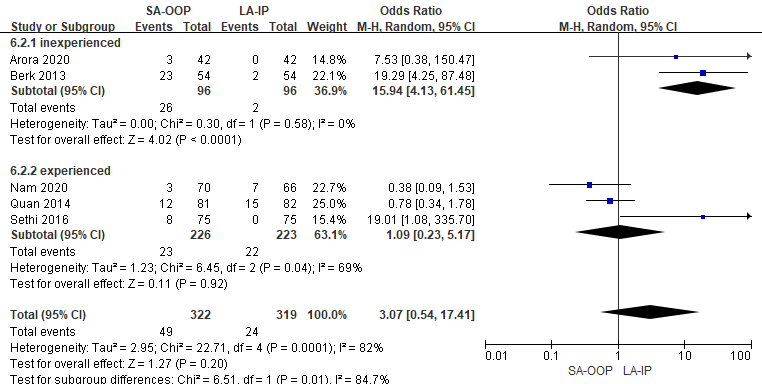 SA-OOP LA-IP Odds Ratio Odds Ratio
Study or Subgroup Events Total Events Total Weight M-H, Random, 95% CI M-H, Random, 95% CI
6.2.1 inexperienced
Arora 2020 3 42 0 42 14.8% 7.53 [0.38, 150.47]
Berk 2013 23 54 2 54 22.1% 19.29 [4.25, 87.48]
Subtotal (95% CI) 96 96 36.9% 15.94 [4.13, 61.45]
Total events 26 2
Heterogeneity: Tau² = 0.00; Chi² = 0.30, df = 1 (P = 0.58); I² = 0%
Test for overall effect: Z = 4.02 (P < 0.0001)
6.2.2 experienced
Nam 2020 3 70 7 66 22.7% 0.38 [0.09, 1.53]
Quan 2014 12 81 15 82 25.0% 0.78 [0.34, 1.78]
Sethi 2016 8 75 0 75 15.4% 19.01 [1.08, 335.70]
Subtotal (95% CI) 226 223 63.1% 1.09 [0.23, 5.17]
Total events 23 22
Heterogeneity: Tau² = 1.23; Chi² = 6.45, df = 2 (P = 0.04); I² = 69%
Test for overall effect: Z = 0.11 (P = 0.92)
Total (95% CI) 322 319 100.0% 3.07 [0.54, 17.41]
Total events 49 24
Heterogeneity: Tau² = 2.95; Chi² = 22.71, df = 4 (P = 0.0001); I² = 82%
Test for overall effect: Z = 1.27 (P = 0.20)
Test for subgroup differences: Chi² = 6.51, df = 1 (P = 0.01), I² = 84.7%
0.01 0.1 1 10 100
SA-OOP LA-IP